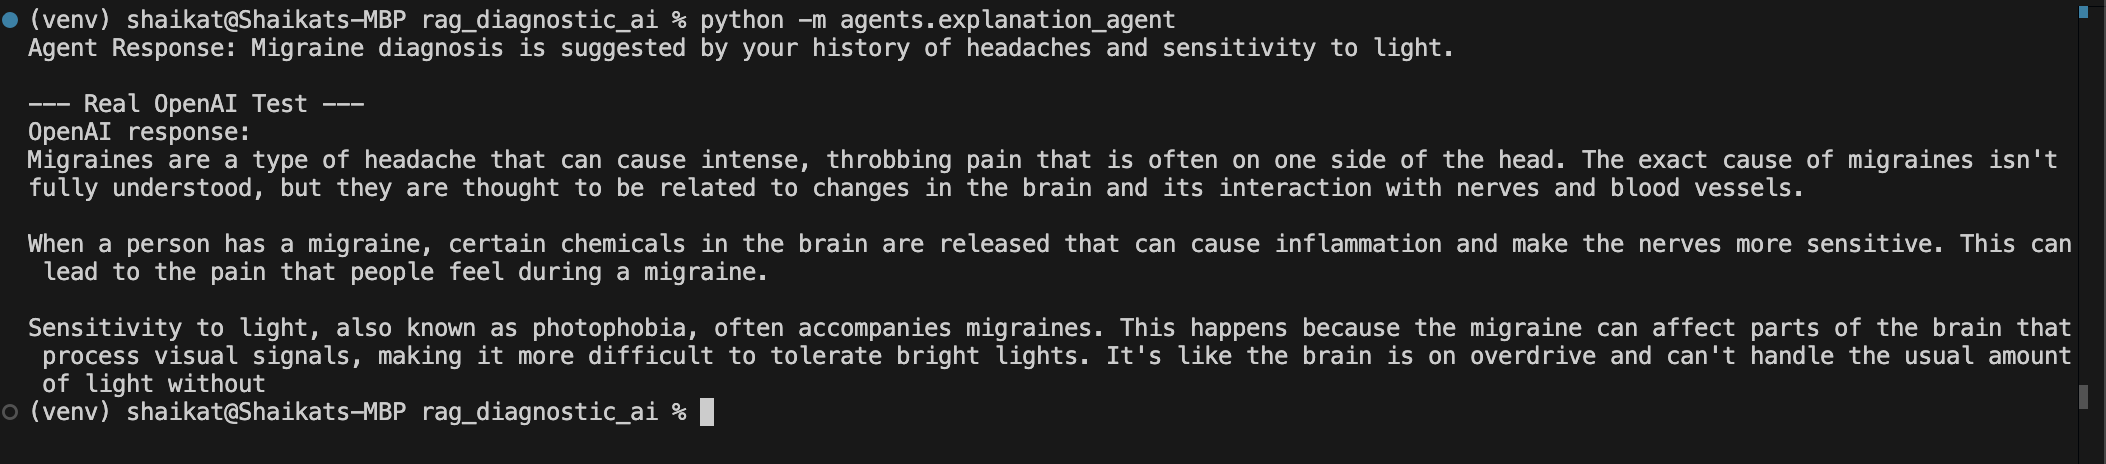 (venv) shaikat@Shaikats-MBP rag_diagnostic_ai % python -m agents.explanation_agent
Agent Response: Migraine diagnosis is suggested by your history of headaches and sensitivity to light.
--- Real OpenAI Test ---
OpenAI response:
Migraines are a type of headache that can cause intense, throbbing pain that is often on one side of the head. The exact cause of migraines isn't
fully understood, but they are thought to be related to changes in the brain and its interaction with nerves and blood vessels.
When a person has a migraine, certain chemicals in the brain are released that can cause inflammation and make the nerves more sensitive. This can
lead to the pain that people feel during a migraine.
Sensitivity to light, also known as photophobia, often accompanies migraines. This happens because the migraine can affect parts of the brain that
process visual signals, making it more difficult to tolerate bright lights. It's like the brain is on overdrive and can't handle the usual amount
of light without
(venv) shaikat@Shaikats-MBP rag_diagnostic_ai %